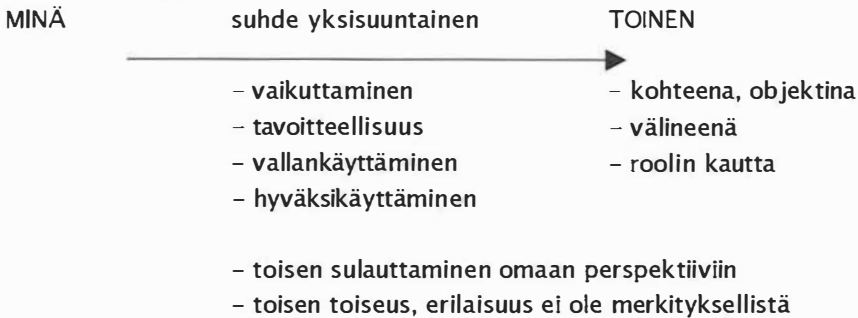 MINÄ suhde yksisuuntainen TOINEN
– vaikuttaminen – kohteena, objektina
– tavoitteellisuus – välineenä
– vallankäyttäminen – roolin kautta
– hyväksikäyttäminen
– toisen sulauttaminen omaan perspektiiviin
– toisen toiseus, erilaisuus ei ole merkityksellistä